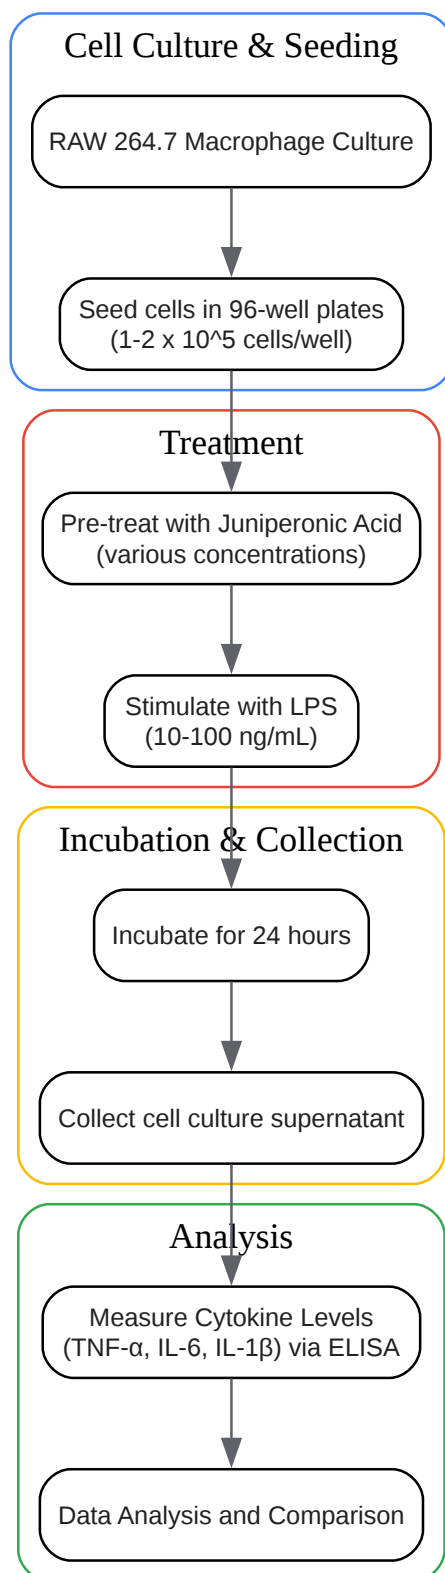 Cell Culture & Seeding
RAW 264.7 Macrophage Culture
Seed cells in 96-well plates
(1-2 x 10^5 cells/well)
Treatment
Pre-treat with Juniperonic Acid
(various concentrations)
Stimulate with LPS
(10-100 ng/mL)
Incubation & Collection
Incubate for 24 hours
Collect cell culture supernatant
Analysis
Measure Cytokine Levels
(TNF-α, IL-6, IL-1β) via ELISA
Data Analysis and Comparison